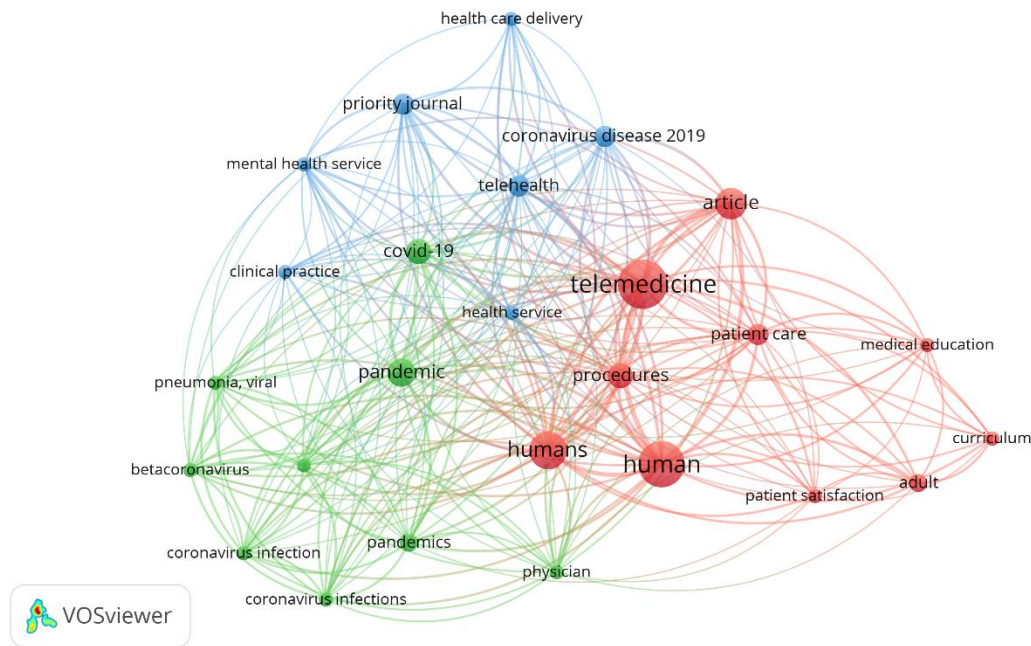 health care delivery
priority journal
coronavirus disease 2019
mental health service
telehealth
article
covid-19
clinical practice
telemedicine
health service
patient care
medical education
pandemic
procedures
pneumonia, viral
curriculum
humans
human
betacoronavirus
adult
patient satisfaction
pandemics
coronavirus infection
physician
coronavirus infections
VOSviewer